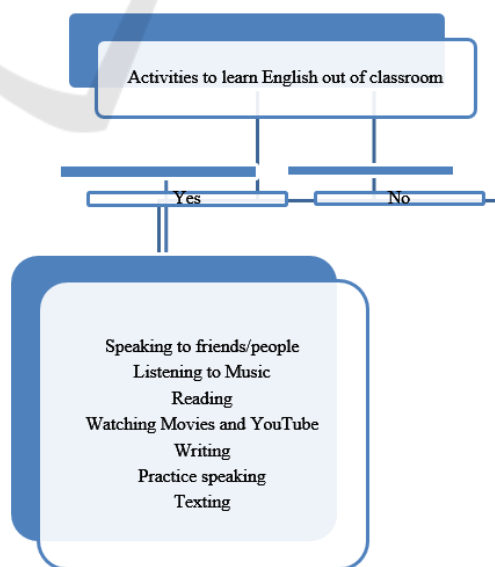 Activities to learn English out of classroom
Yes
No
Speaking to friends/people
Listening to Music
Reading
Watching Movies and YouTube
Writing
Practice speaking
Texting